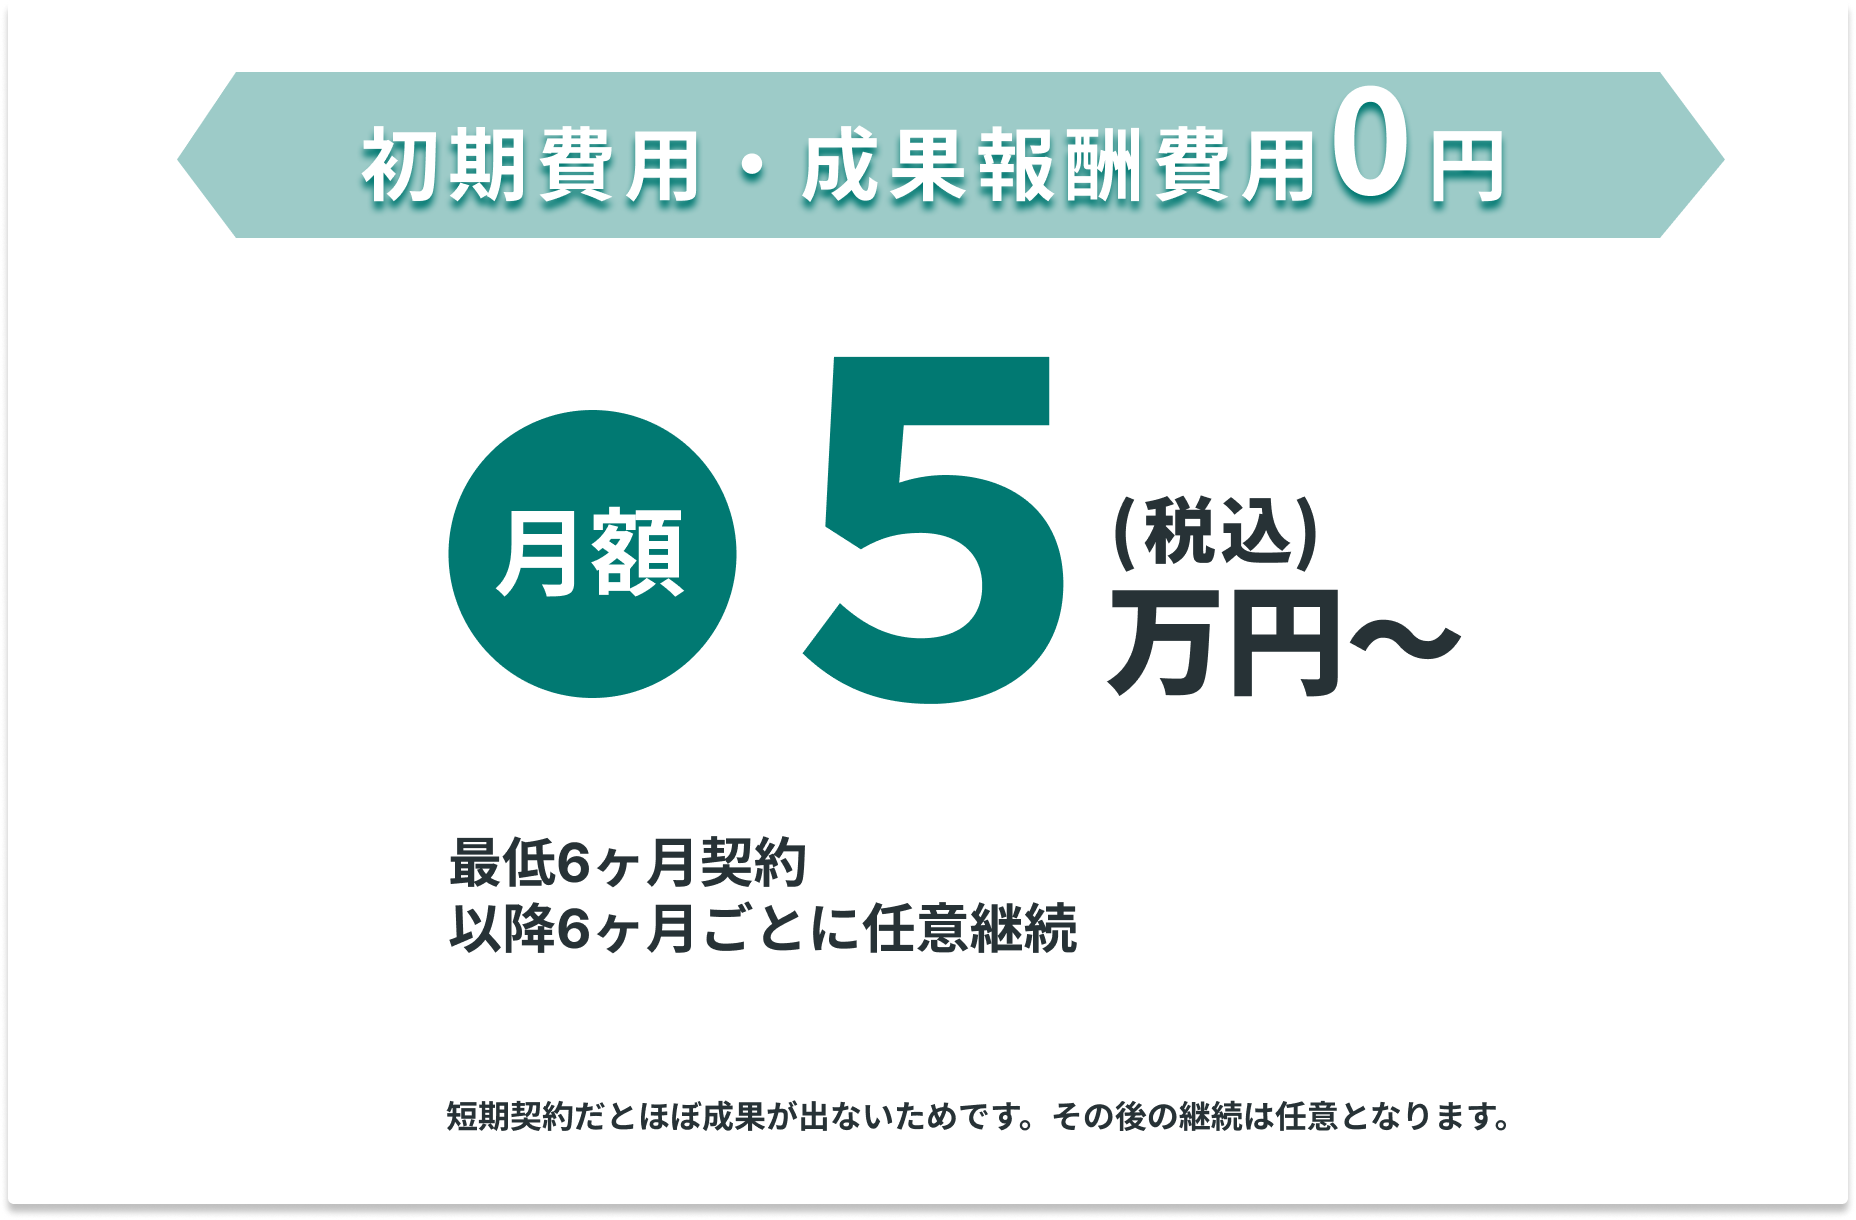 初期費用・成果報酬費用0円
月額 5万円〜(税込)
最低6ヶ月契約
以降6ヶ月ごとに任意継続
短期契約だとほぼ成果が出ないためです。その後の継続は任意となります。